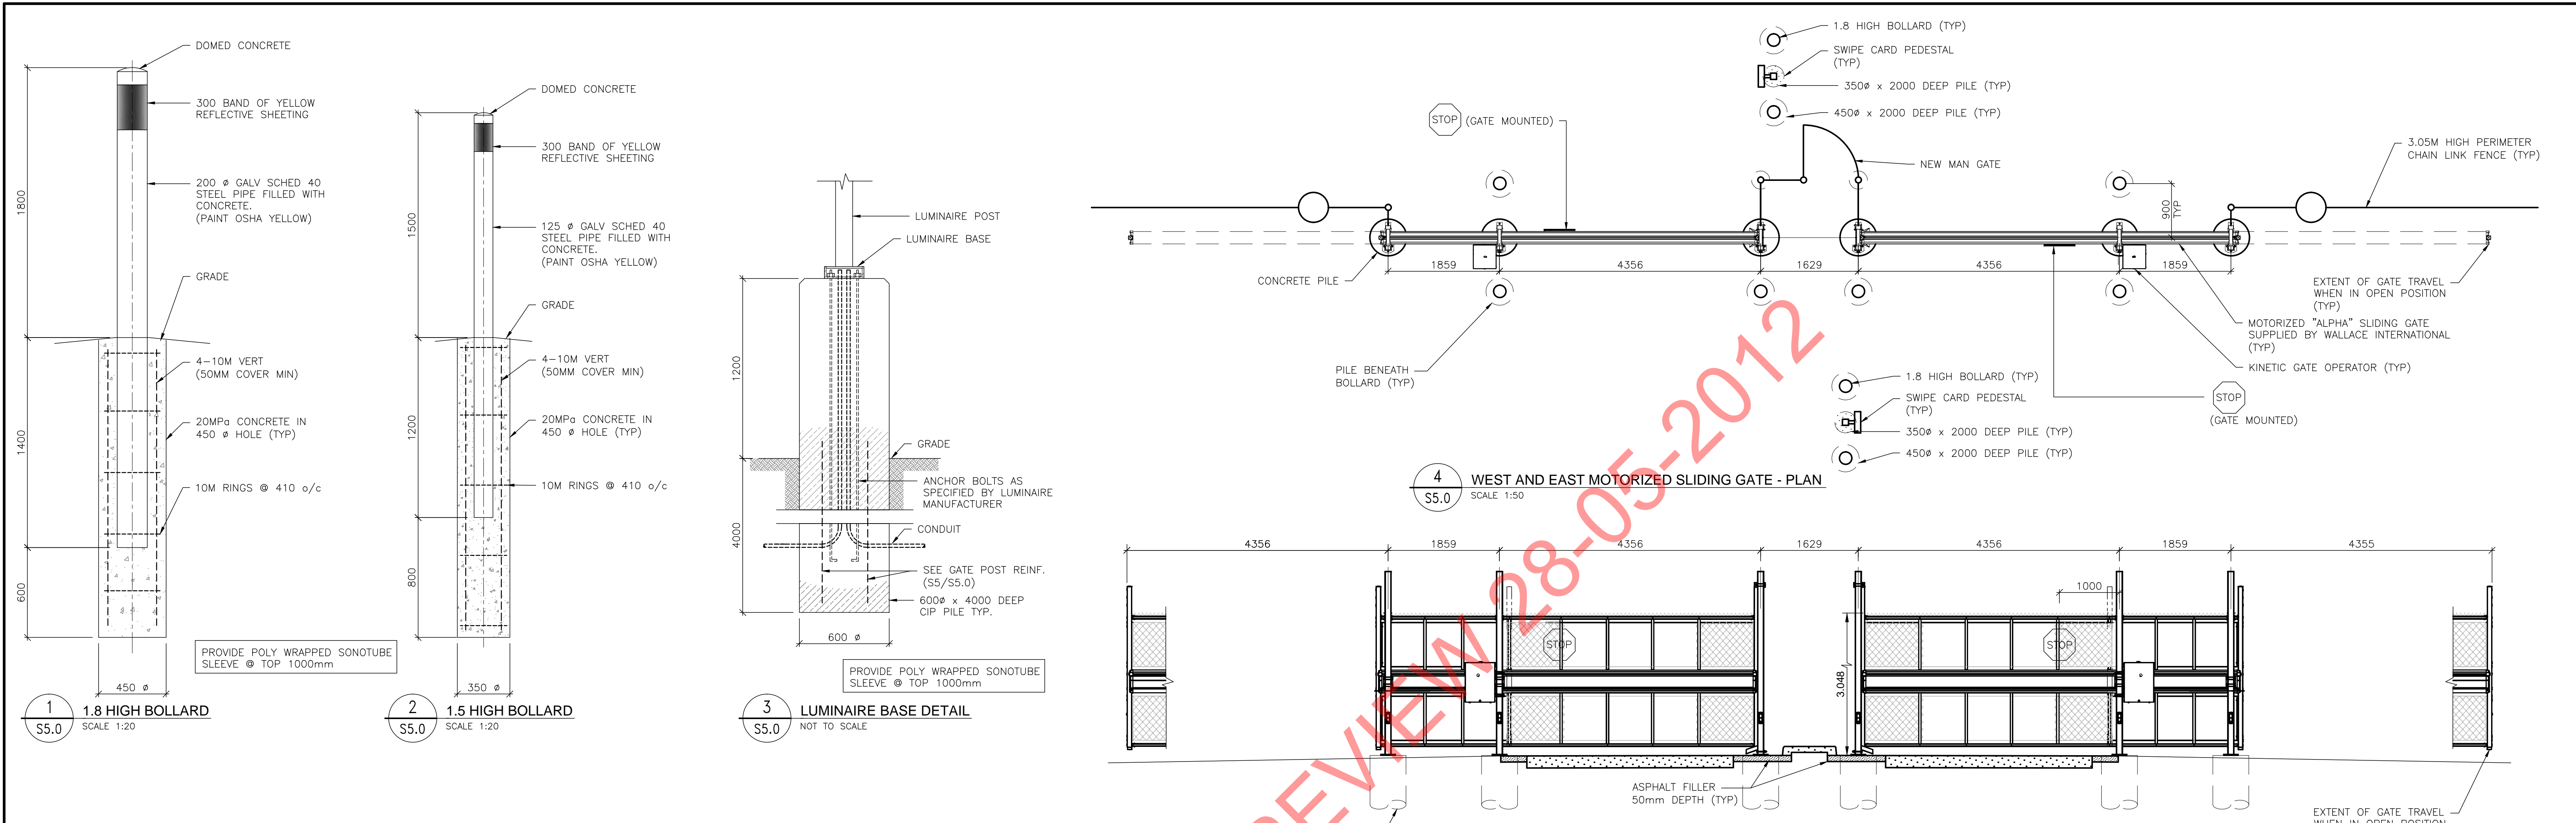 DOMED CONCRETE
300 BAND OF YELLOW
REFLECTIVE SHEETING
1800
200 ø GALV SCHED 40
STEEL PIPE FILLED WITH
CONCRETE.
(PAINT OSHA YELLOW)
GRADE
4-10M VERT
(50MM COVER MIN)
1400
20MPa CONCRETE IN
450 ø HOLE (TYP)
10M RINGS @ 410 o/c
600
PROVIDE POLY WRAPPED SONOTUBE
SLEEVE @ TOP 1000mm
450 ø
1
S5.0
1.8 HIGH BOLLARD
SCALE 1:20
DOMED CONCRETE
300 BAND OF YELLOW
REFLECTIVE SHEETING
1500
125 ø GALV SCHED 40
STEEL PIPE FILLED WITH
CONCRETE.
(PAINT OSHA YELLOW)
GRADE
4-10M VERT
(50MM COVER MIN)
1200
20MPa CONCRETE IN
450 ø HOLE (TYP)
10M RINGS @ 410 o/c
800
350 ø
2
S5.0
1.5 HIGH BOLLARD
SCALE 1:20
LUMINAIRE POST
LUMINAIRE BASE
1200
GRADE
ANCHOR BOLTS AS
SPECIFIED BY LUMINAIRE
MANUFACTURER
CONDUIT
4000
SEE GATE POST REINF.
(S5/S5.0)
600ø x 4000 DEEP
CIP PILE TYP.
600 ø
PROVIDE POLY WRAPPED SONOTUBE
SLEEVE @ TOP 1000mm
3
S5.0
LUMINAIRE BASE DETAIL
NOT TO SCALE
1.8 HIGH BOLLARD (TYP)
SWIPE CARD PEDESTAL
(TYP)
350ø x 2000 DEEP PILE (TYP)
450ø x 2000 DEEP PILE (TYP)
STOP
(GATE MOUNTED)
NEW MAN GATE
3.05M HIGH PERIMETER
CHAIN LINK FENCE (TYP)
900
TYP
1859
4356
1629
4356
1859
CONCRETE PILE
EXTENT OF GATE TRAVEL
WHEN IN OPEN POSITION
(TYP)
MOTORIZED "ALPHA" SLIDING GATE
SUPPLIED BY WALLACE INTERNATIONAL
(TYP)
KINETIC GATE OPERATOR (TYP)
PILE BENEATH
BOLLARD (TYP)
1.8 HIGH BOLLARD (TYP)
SWIPE CARD PEDESTAL
(TYP)
350ø x 2000 DEEP PILE (TYP)
450ø x 2000 DEEP PILE (TYP)
STOP
(GATE MOUNTED)
4
S5.0
WEST AND EAST MOTORIZED SLIDING GATE - PLAN
SCALE 1:50
4356
1859
4356
1629
4356
1859
4355
1000
STOP
STOP
3.048
ASPHALT FILLER
50mm DEPTH (TYP)
EXTENT OF GATE TRAVEL
WHEN IN OPEN POSITION
EVIEW 28-05-2012